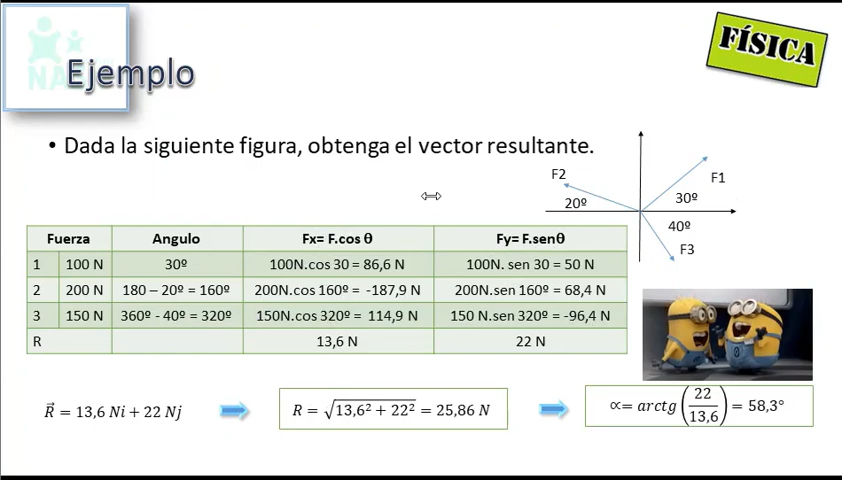 NA
Ejemplo
FÍSICA
• Dada la siguiente figura, obtenga el vector resultante.
F2
F1
20º
30º
40º
F3
Fuerza Angulo Fx= F.cos θ Fy= F.senθ
1 100 N 30º 100N.cos 30 = 86,6 N 100N. sen 30 = 50 N
2 200 N 180 – 20º = 160º 200N.cos 160º = -187,9 N 200N.sen 160º = 68,4 N
3 150 N 360º - 40º = 320º 150N.cos 320º = 114,9 N 150 N.sen 320º = -96,4 N
R 13,6 N 22 N
R⃗ = 13,6 Ni + 22 Nj
R = √(13,6² + 22²) = 25,86 N
∝= arctg (22/13,6) = 58,3°